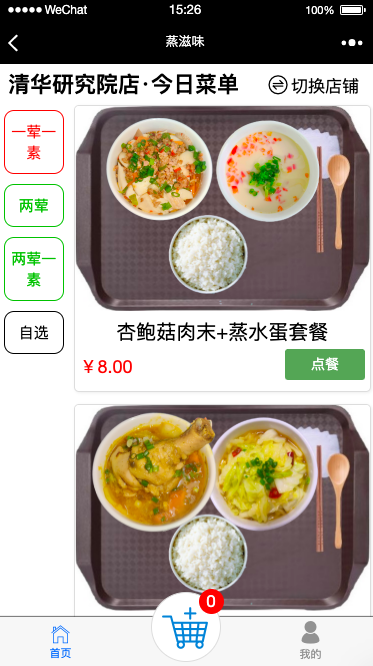 WeChat 15:26 100%
蒸滋味
清华研究院店·今日菜单 切换店铺
一荤一
素
两荤
两荤一
素
自选
杏鲍菇肉末+蒸水蛋套餐
¥8.00 点餐
0
首页 我的